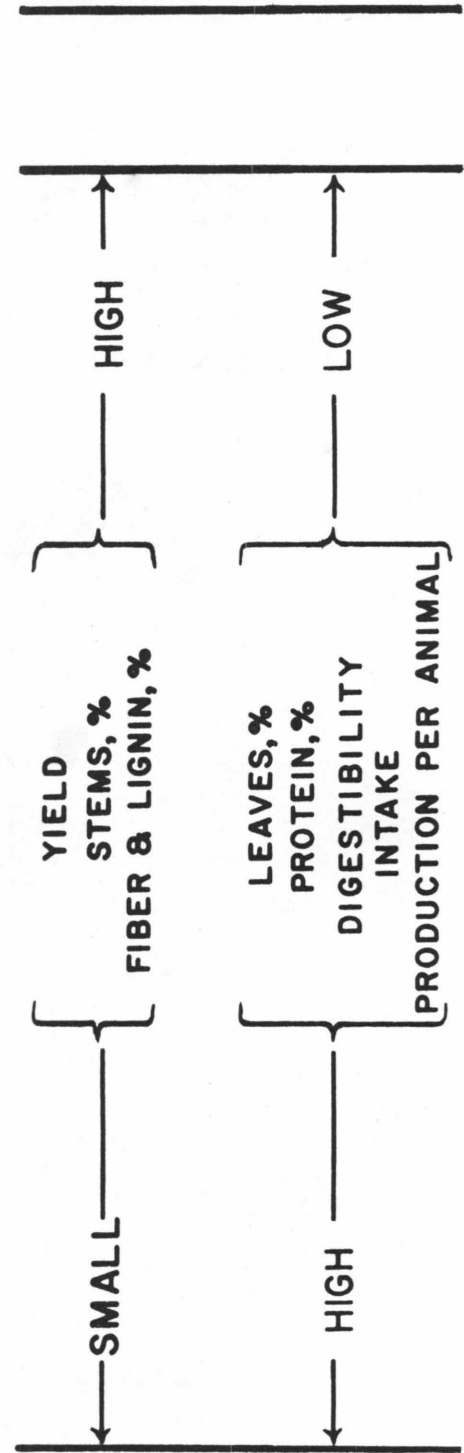 SMALL
YIELD
STEMS, %
FIBER & LIGNIN, %
HIGH
HIGH
LEAVES, %
PROTEIN, %
DIGESTIBILITY
INTAKE
PRODUCTION PER ANIMAL
LOW